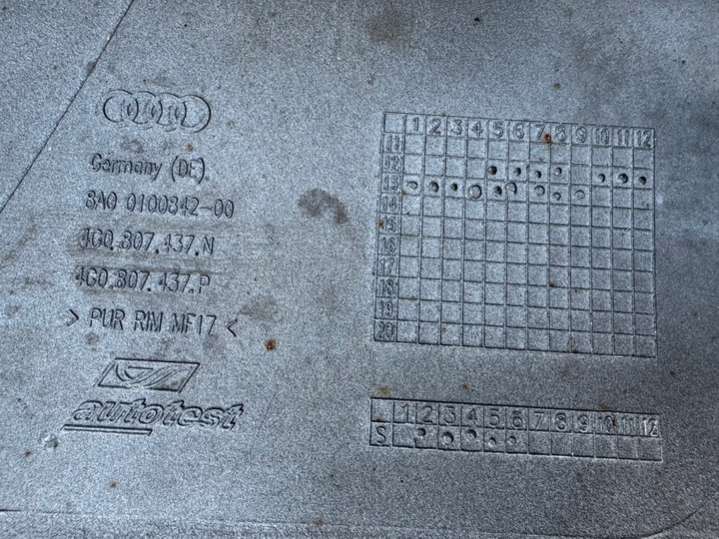 Germany (DE)
8A0 0100842-00
4G0.807.437.N
4G0.807.437.P
> PUR RIM MF17 <
autotest
1 2 3 4 5 6 7 8 9 10 11 12
11
12
13
14
15
16
17
18
19
20
L 1 2 3 4 5 6 7 8 9 10 11 12
S